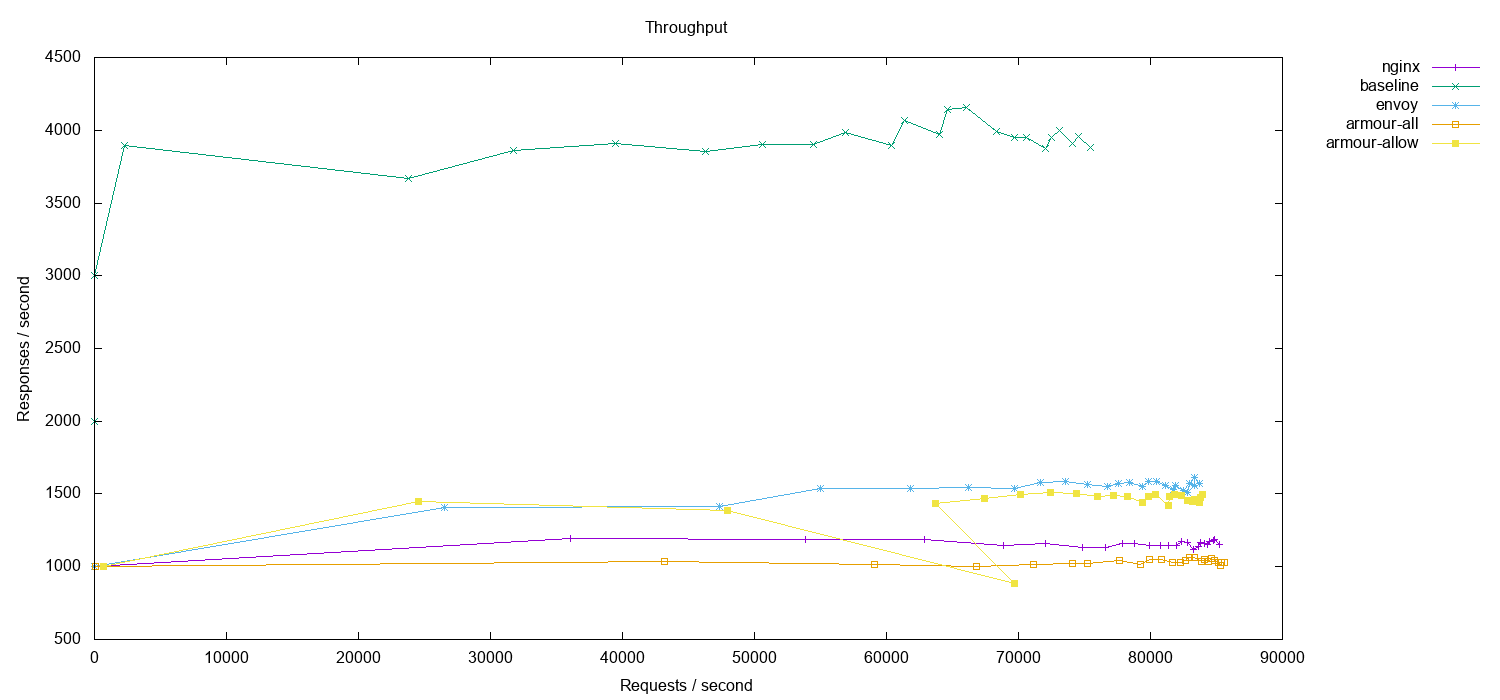 Throughput
4500
4000
3500
3000
2500
2000
1500
1000
500
Responses / second
0 10000 20000 30000 40000 50000 60000 70000 80000 90000
Requests / second
nginx
baseline
envoy
armour-all
armour-allow